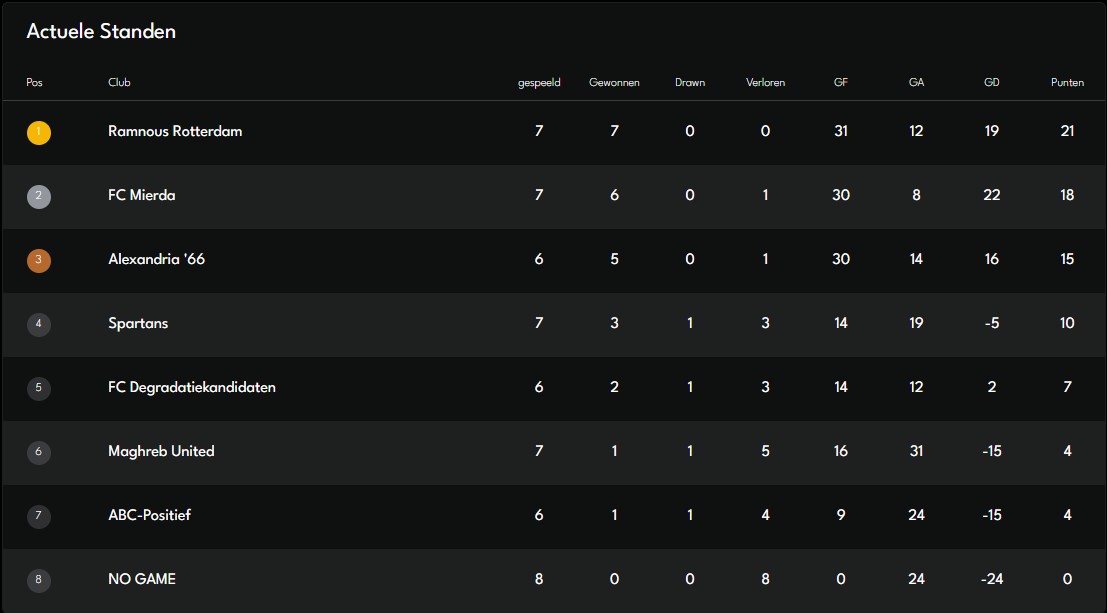 Actuele Standen
Pos Club gespeeld Gewonnen Drawn Verloren GF GA GD Punten
1 Ramnous Rotterdam 7 7 0 0 31 12 19 21
2 FC Mierda 7 6 0 1 30 8 22 18
3 Alexandria '66 6 5 0 1 30 14 16 15
4 Spartans 7 3 1 3 14 19 -5 10
5 FC Degradatiekandidaten 6 2 1 3 14 12 2 7
6 Maghreb United 7 1 1 5 16 31 -15 4
7 ABC-Positief 6 1 1 4 9 24 -15 4
8 NO GAME 8 0 0 8 0 24 -24 0